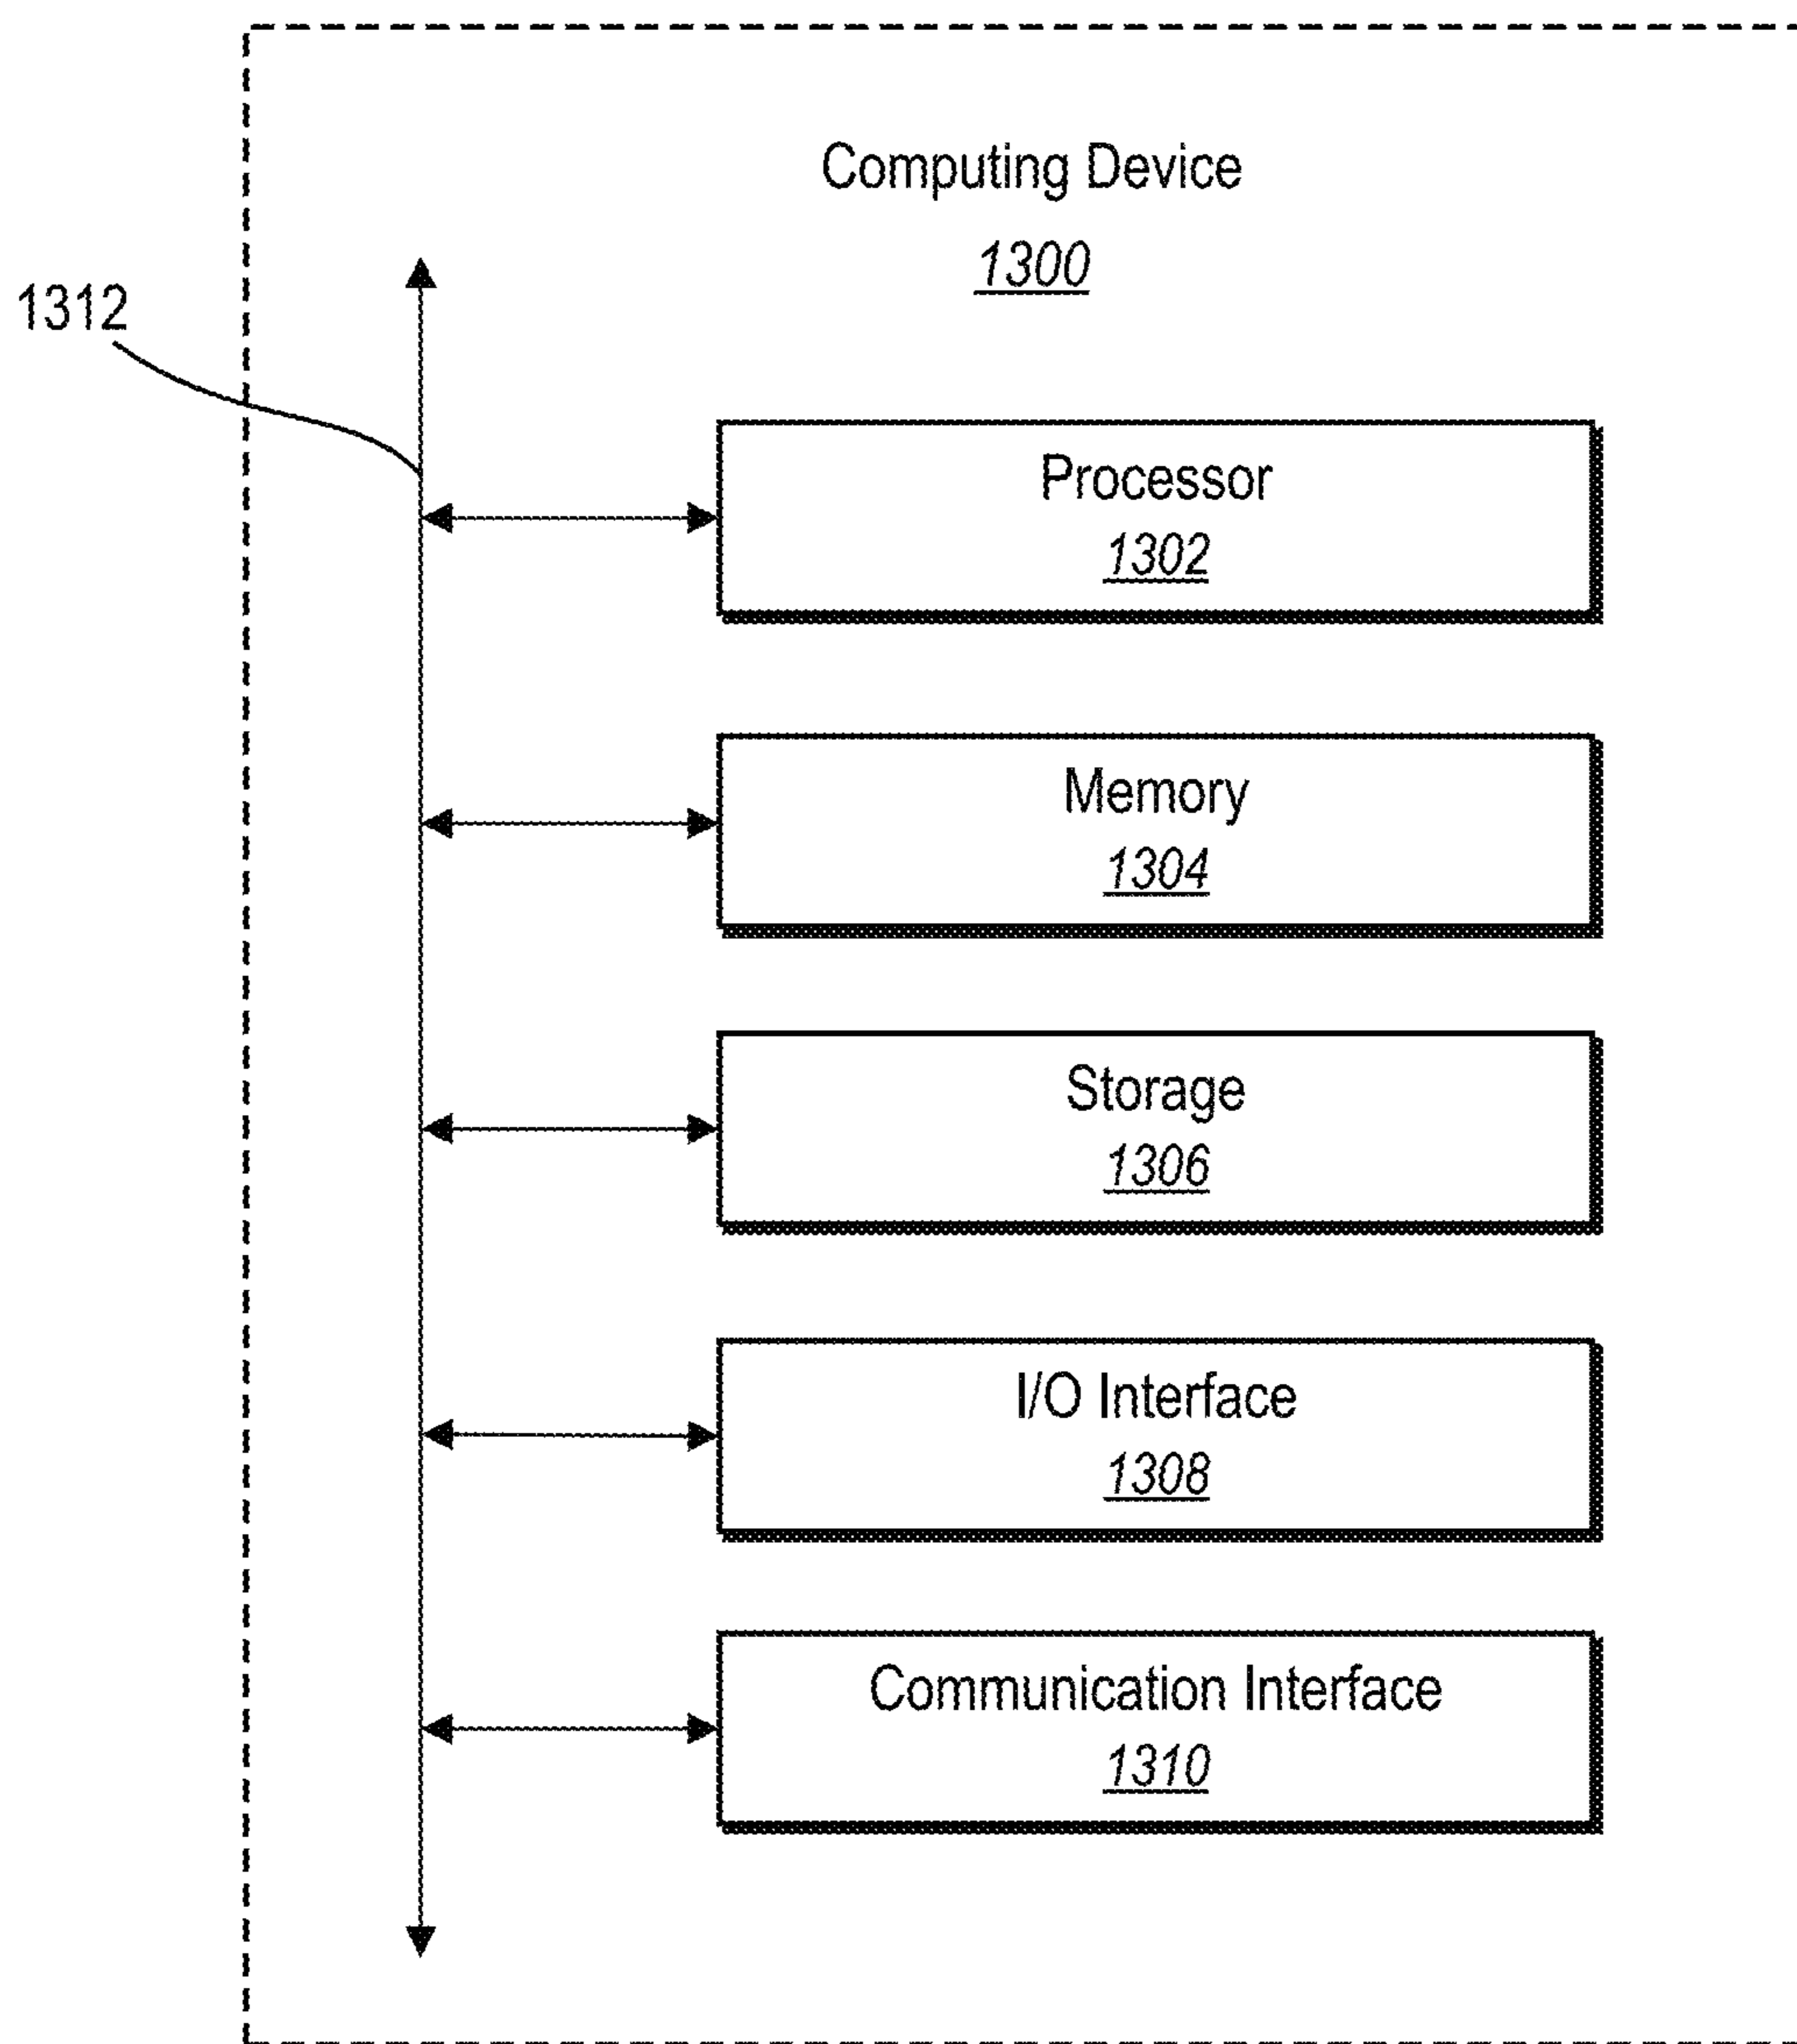 Computing Device
1300
1312
Processor
1302
Memory
1304
Storage
1306
I/O Interface
1308
Communication Interface
1310